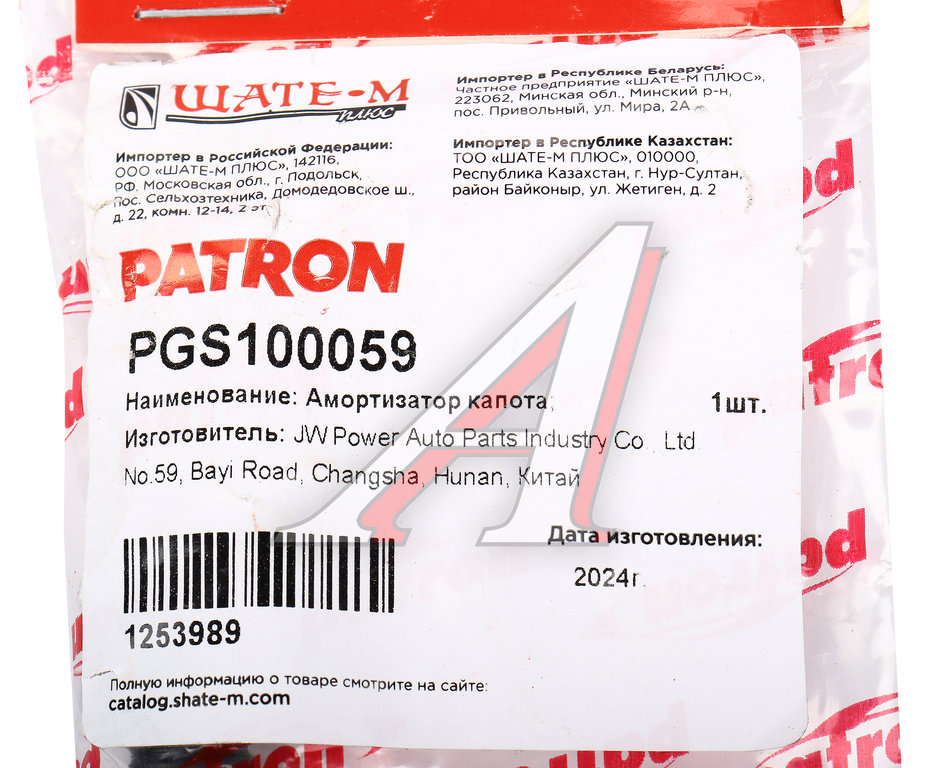 ШАТЕ-М
ПЛЮС
Импортер в Российской Федерации:
ООО «ШАТЕ-М ПЛЮС», 142116,
РФ, Московская обл., г. Подольск,
пос. Сельхозтехника, Домодедовское ш.,
д. 22, комн. 12-14, 2 эт.
Импортер в Республике Беларусь:
Частное предприятие «ШАТЕ-М ПЛЮС»,
223062, Минская обл., Минский р-н,
пос. Привольный, ул. Мира, 2А
Импортер в Республике Казахстан:
ТОО «ШАТЕ-М ПЛЮС», 010000,
Республика Казахстан, г. Нур-Султан,
район Байконыр, ул. Жетиген, д. 2
PATRON
PGS100059
Наименование: Амортизатор капота; 1шт.
Изготовитель: JW Power Auto Parts Industry Co., Ltd
No.59, Bayi Road, Changsha, Hunan, Китай
Дата изготовления:
2024г.
1253989
Полную информацию о товаре смотрите на сайте:
catalog.shate-m.com